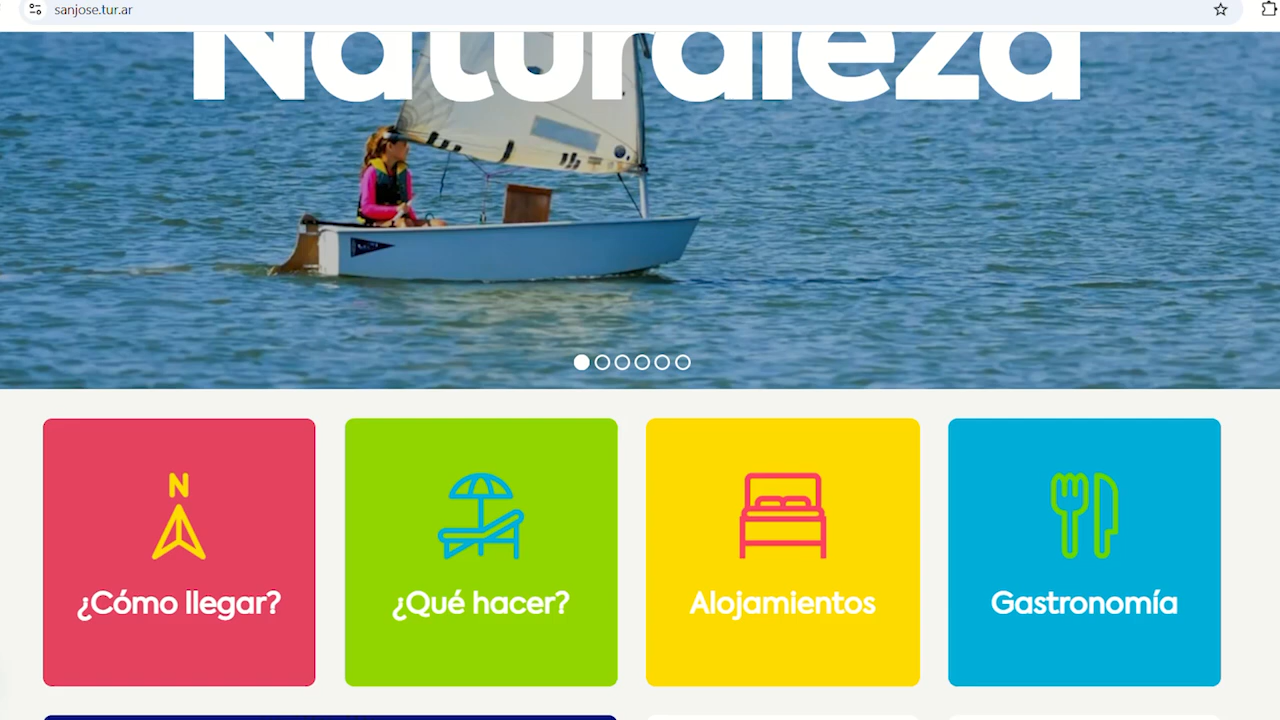 sanjose.tur.ar
Naturaleza
N
¿Cómo llegar?
¿Qué hacer?
Alojamientos
Gastronomía